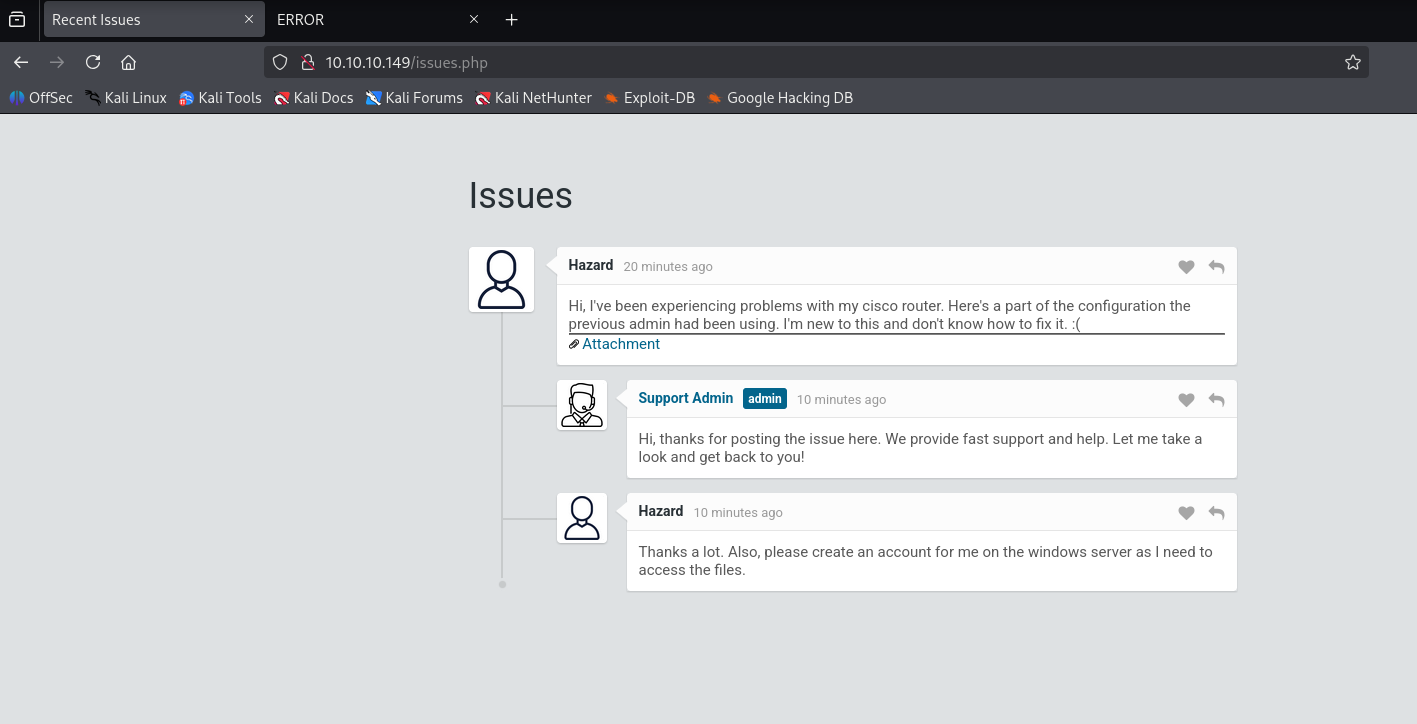 Recent Issues
ERROR
10.10.10.149/issues.php
OffSec Kali Linux Kali Tools Kali Docs Kali Forums Kali NetHunter Exploit-DB Google Hacking DB
Issues
Hazard 20 minutes ago
Hi, I've been experiencing problems with my cisco router. Here's a part of the configuration the
previous admin had been using. I'm new to this and don't know how to fix it. :(
Attachment
Support Admin admin 10 minutes ago
Hi, thanks for posting the issue here. We provide fast support and help. Let me take a
look and get back to you!
Hazard 10 minutes ago
Thanks a lot. Also, please create an account for me on the windows server as I need to
access the files.